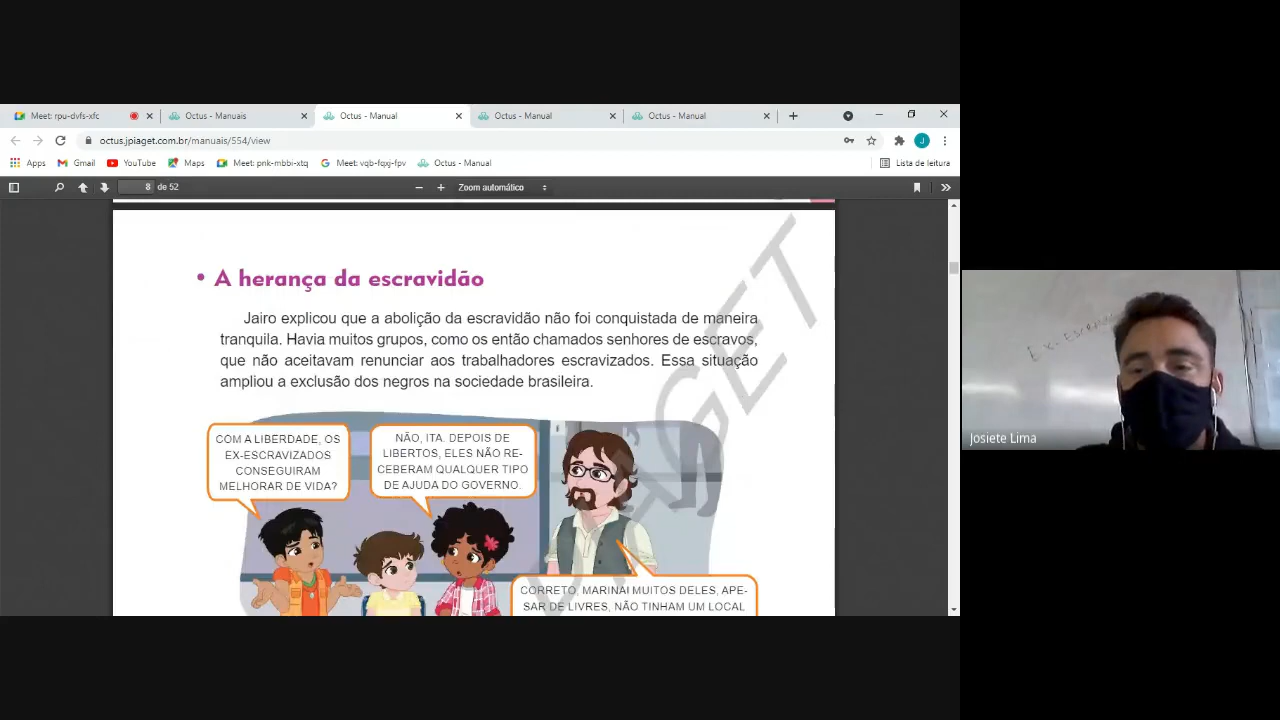 Meet: rpu-dvfs-xfc
Octus - Manuais
Octus - Manual
Octus - Manual
Octus - Manual
octus.jpiaget.com.br/manuais/554/view
Apps
Gmail
YouTube
Maps
Meet: pnk-mbbi-xtq
Meet: vqb-fqxj-fpv
Octus - Manual
Lista de leitura
8 de 52
Zoom automático
• A herança da escravidão
Jairo explicou que a abolição da escravidão não foi conquistada de maneira
tranquila. Havia muitos grupos, como os então chamados senhores de escravos,
que não aceitavam renunciar aos trabalhadores escravizados. Essa situação
ampliou a exclusão dos negros na sociedade brasileira.
COM A LIBERDADE, OS
EX-ESCRAVIZADOS
CONSEGUIRAM
MELHORAR DE VIDA?
NÃO, ITA. DEPOIS DE
LIBERTOS, ELES NÃO RE-
CEBERAM QUALQUER TIPO
DE AJUDA DO GOVERNO.
CORRETO, MARINA! MUITOS DELES, APE-
SAR DE LIVRES, NÃO TINHAM UM LOCAL
PIAGET
Josiete Lima